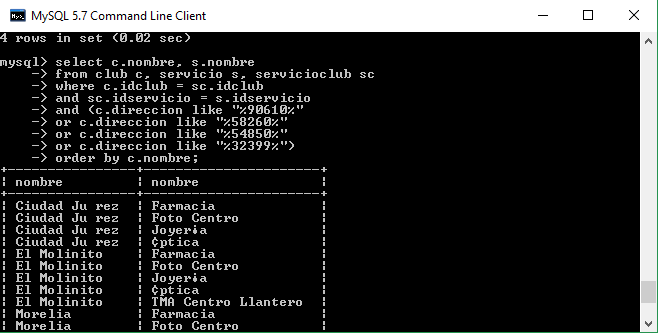 MySQL 5.7 Command Line Client
4 rows in set (0.02 sec)
mysql> select c.nombre, s.nombre
-> from club c, servicio s, servicioclub sc
-> where c.idclub = sc.idclub
-> and sc.idservicio = s.idservicio
-> and (c.direccion like "%90610%"
-> or c.direccion like "%58260%"
-> or c.direccion like "%54850%"
-> or c.direccion like "%32399%")
-> order by c.nombre;
+-----------------+-----------------------+
¦ nombre ¦ nombre ¦
+-----------------+-----------------------+
¦ Ciudad Ju rez ¦ Farmacia ¦
¦ Ciudad Ju rez ¦ Foto Centro ¦
¦ Ciudad Ju rez ¦ Joyer¡a ¦
¦ Ciudad Ju rez ¦ ¢ptica ¦
¦ El Molinito ¦ Farmacia ¦
¦ El Molinito ¦ Foto Centro ¦
¦ El Molinito ¦ Joyer¡a ¦
¦ El Molinito ¦ ¢ptica ¦
¦ El Molinito ¦ TMA Centro Llantero ¦
¦ Morelia ¦ Farmacia ¦
¦ Morelia ¦ Foto Centro ¦